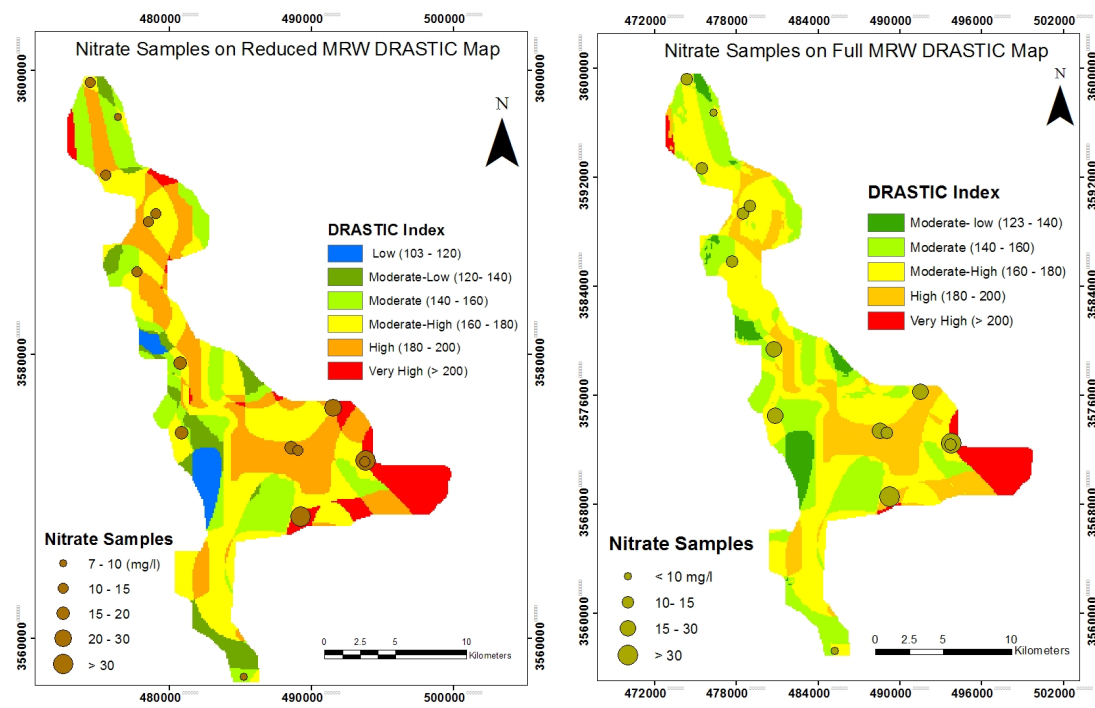 480000 490000 500000
Nitrate Samples on Reduced MRW DRASTIC Map
N
3600000
3580000
3560000
3600000
3580000
3560000
DRASTIC Index
Low (103 - 120)
Moderate-Low (120- 140)
Moderate (140 - 160)
Moderate-High (160 - 180)
High (180 - 200)
Very High (> 200)
Nitrate Samples
7 - 10 (mg/l)
10 - 15
15 - 20
20 - 30
> 30
0 2.5 5 10
Kilometers
480000 490000 500000
472000 478000 484000 490000 496000 502000
Nitrate Samples on Full MRW DRASTIC Map
N
3600000
3592000
3584000
3576000
3568000
3560000
3600000
3592000
3584000
3576000
3568000
3560000
DRASTIC Index
Moderate- low (123 - 140)
Moderate (140 - 160)
Moderate-High (160 - 180)
High (180 - 200)
Very High (> 200)
Nitrate Samples
< 10 mg/l
10- 15
15 - 30
> 30
0 2.5 5 10
Kilometers
472000 478000 484000 490000 496000 502000